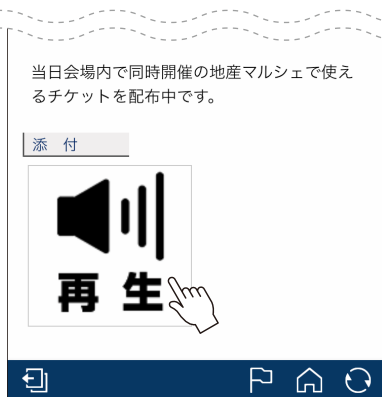 当日会場内で同時開催の地産マルシェで使え
るチケットを配布中です。
添 付
再 生